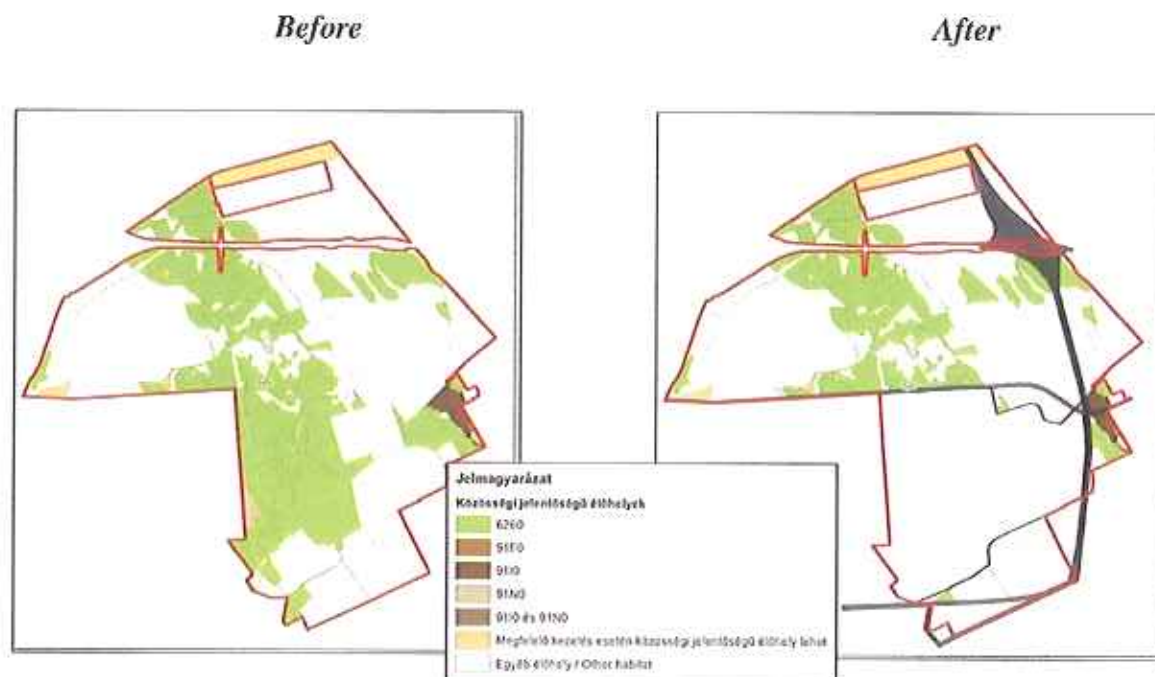 Before
After
Jelmagyarázat
Közösségi jelentőségű élőhelyek
6260
91I0
91N0
91I0 és 91N0
Megfelelő kezelés esetén közösségi jelentőségű élőhely lehet
Egyéb élőhely / Other habitat